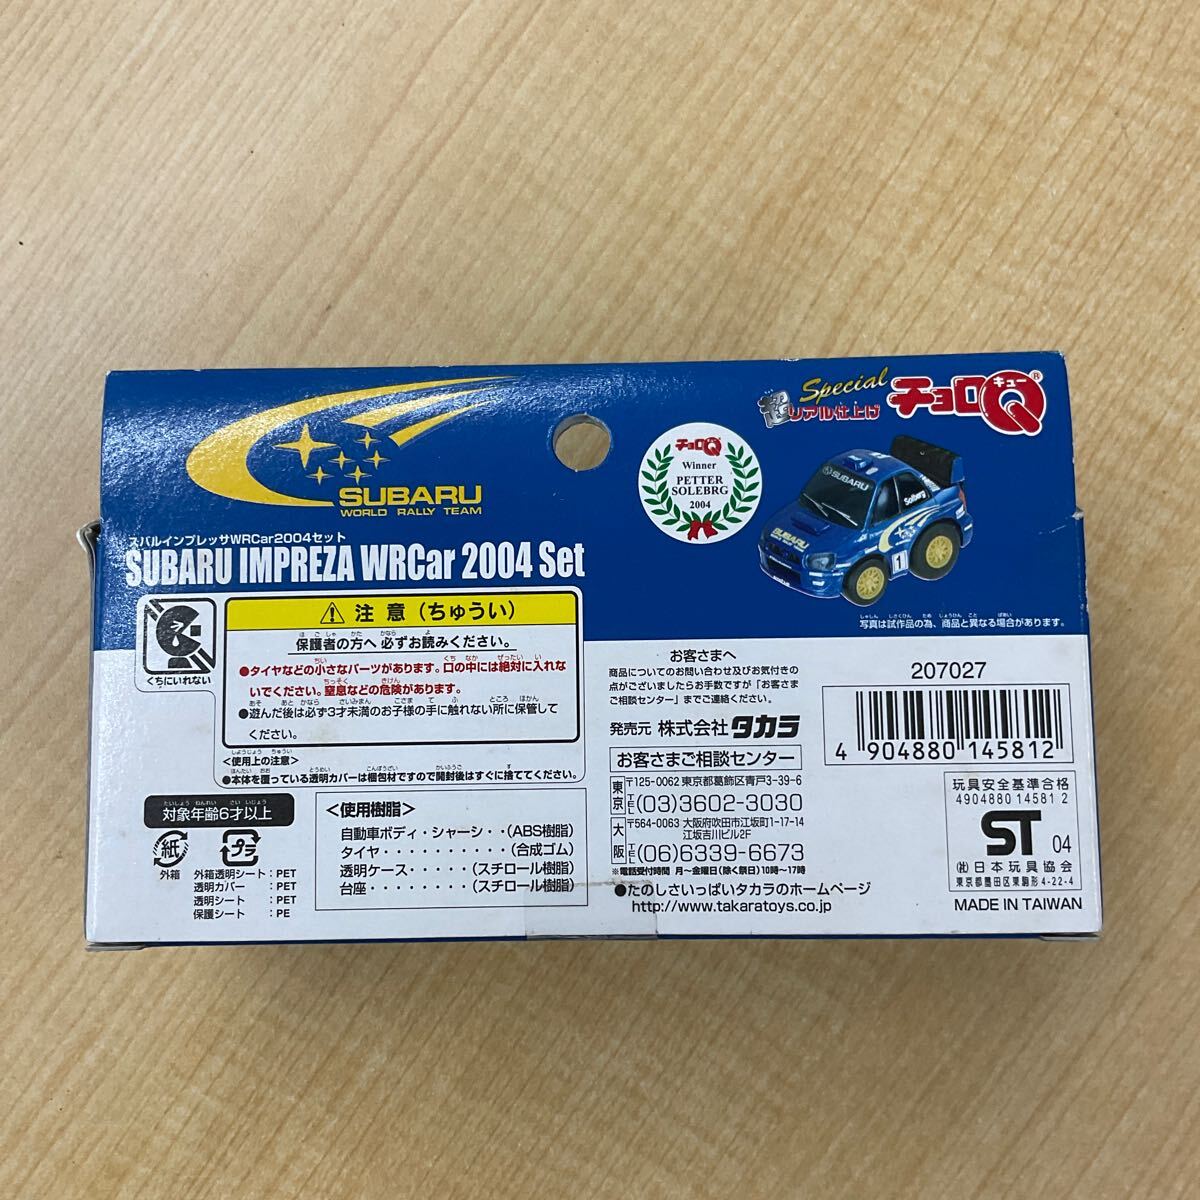 SUBARU
WORLD RALLY TEAM
スバルインプレッサWRCar2004セット
SUBARU IMPREZA WRCar 2004 Set
チョロQ
Winner
PETTER
SOLEBRG
2004
Special
超リアル仕上げ
チョロQ®
キュー
SUBARU
Solberg
1
写真は試作品の為、商品と異なる場合があります。
くちにいれない
⚠ 注意(ちゅうい)
保護者の方へ 必ずお読みください。
●タイヤなどの小さなパーツがあります。口の中には絶対に入れな
いでください。窒息などの危険があります。
●遊んだ後は必ず3才未満のお子様の手に触れない所に保管して
ください。
<使用上の注意>
●本体を覆っている透明カバーは梱包材ですので開封後はすぐに捨ててください。
対象年齢6才以上
紙
外箱
プラ
外箱透明シート:PET
透明カバー:PET
透明シート:PET
保護シート:PE
<使用樹脂>
自動車ボディ・シャーシ・・(ABS樹脂)
タイヤ・・・・・・・・・・(合成ゴム)
透明ケース・・・・・(スチロール樹脂)
台座・・・・・・・・(スチロール樹脂)
お客さまへ
商品についてのお問い合わせ及びお気付きの
点がございましたらお手数ですが「お客さま
ご相談センター」までご連絡ください。
発売元 株式会社タカラ
お客さまご相談センター
東京
〒125-0062 東京都葛飾区青戸3-39-6
TEL(03)3602-3030
大阪
〒564-0063 大阪府吹田市江坂町1-17-14
江坂吉川ビル2F
TEL(06)6339-6673
●電話受付時間 月～金曜日(除く祭日)10時～17時
●たのしさいっぱいタカラのホームページ
http://www.takaratoys.co.jp
207027
4 904880 145812
玩具安全基準合格
4904880 14581 2
ST 04
(社)日本玩具協会
東京都墨田区東駒形4-22-4
MADE IN TAIWAN